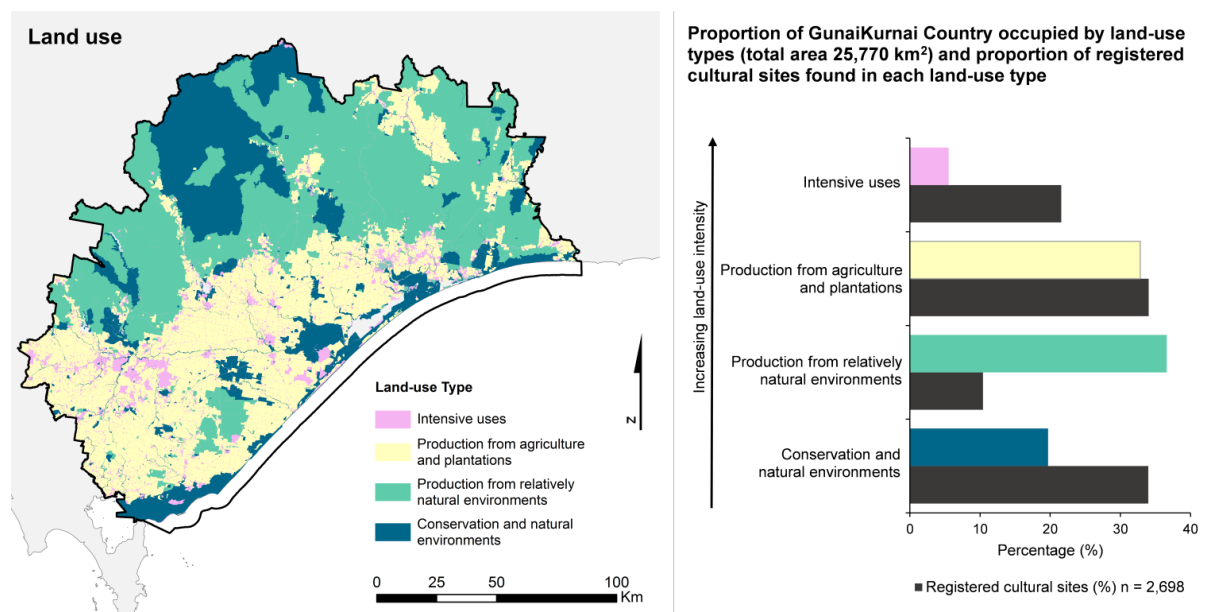 Land use
N
Land-use Type
Intensive uses
Production from agriculture
and plantations
Production from relatively
natural environments
Conservation and natural
environments
0 25 50 100
Km
Proportion of GunaiKurnai Country occupied by land-use
types (total area 25,770 km²) and proportion of registered
cultural sites found in each land-use type
Increasing land-use intensity
Intensive uses
Production from agriculture
and plantations
Production from relatively
natural environments
Conservation and
natural environments
0 10 20 30 40
Percentage (%)
Registered cultural sites (%) n = 2,698